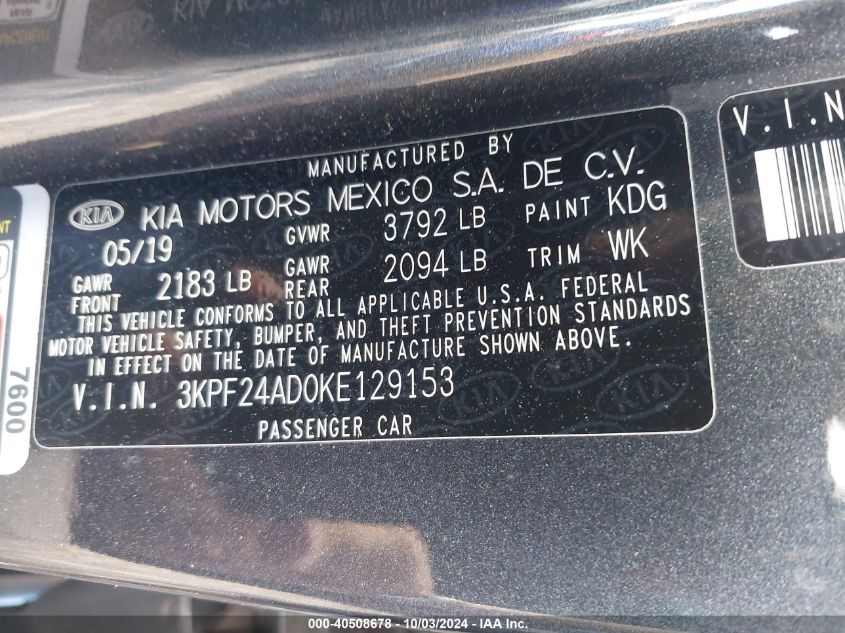 MANUFACTURED BY
KIA KIA MOTORS MEXICO S.A. DE C.V.
05/19 GVWR 3792 LB PAINT KDG
GAWR FRONT 2183 LB GAWR REAR 2094 LB TRIM WK
THIS VEHICLE CONFORMS TO ALL APPLICABLE U.S.A. FEDERAL
MOTOR VEHICLE SAFETY, BUMPER, AND THEFT PREVENTION STANDARDS
IN EFFECT ON THE DATE OF MANUFACTURE SHOWN ABOVE.
V.I.N. 3KPF24AD0KE129153
PASSENGER CAR
V.I.N
7600
000-40508678 - 10/03/2024 - IAA Inc.